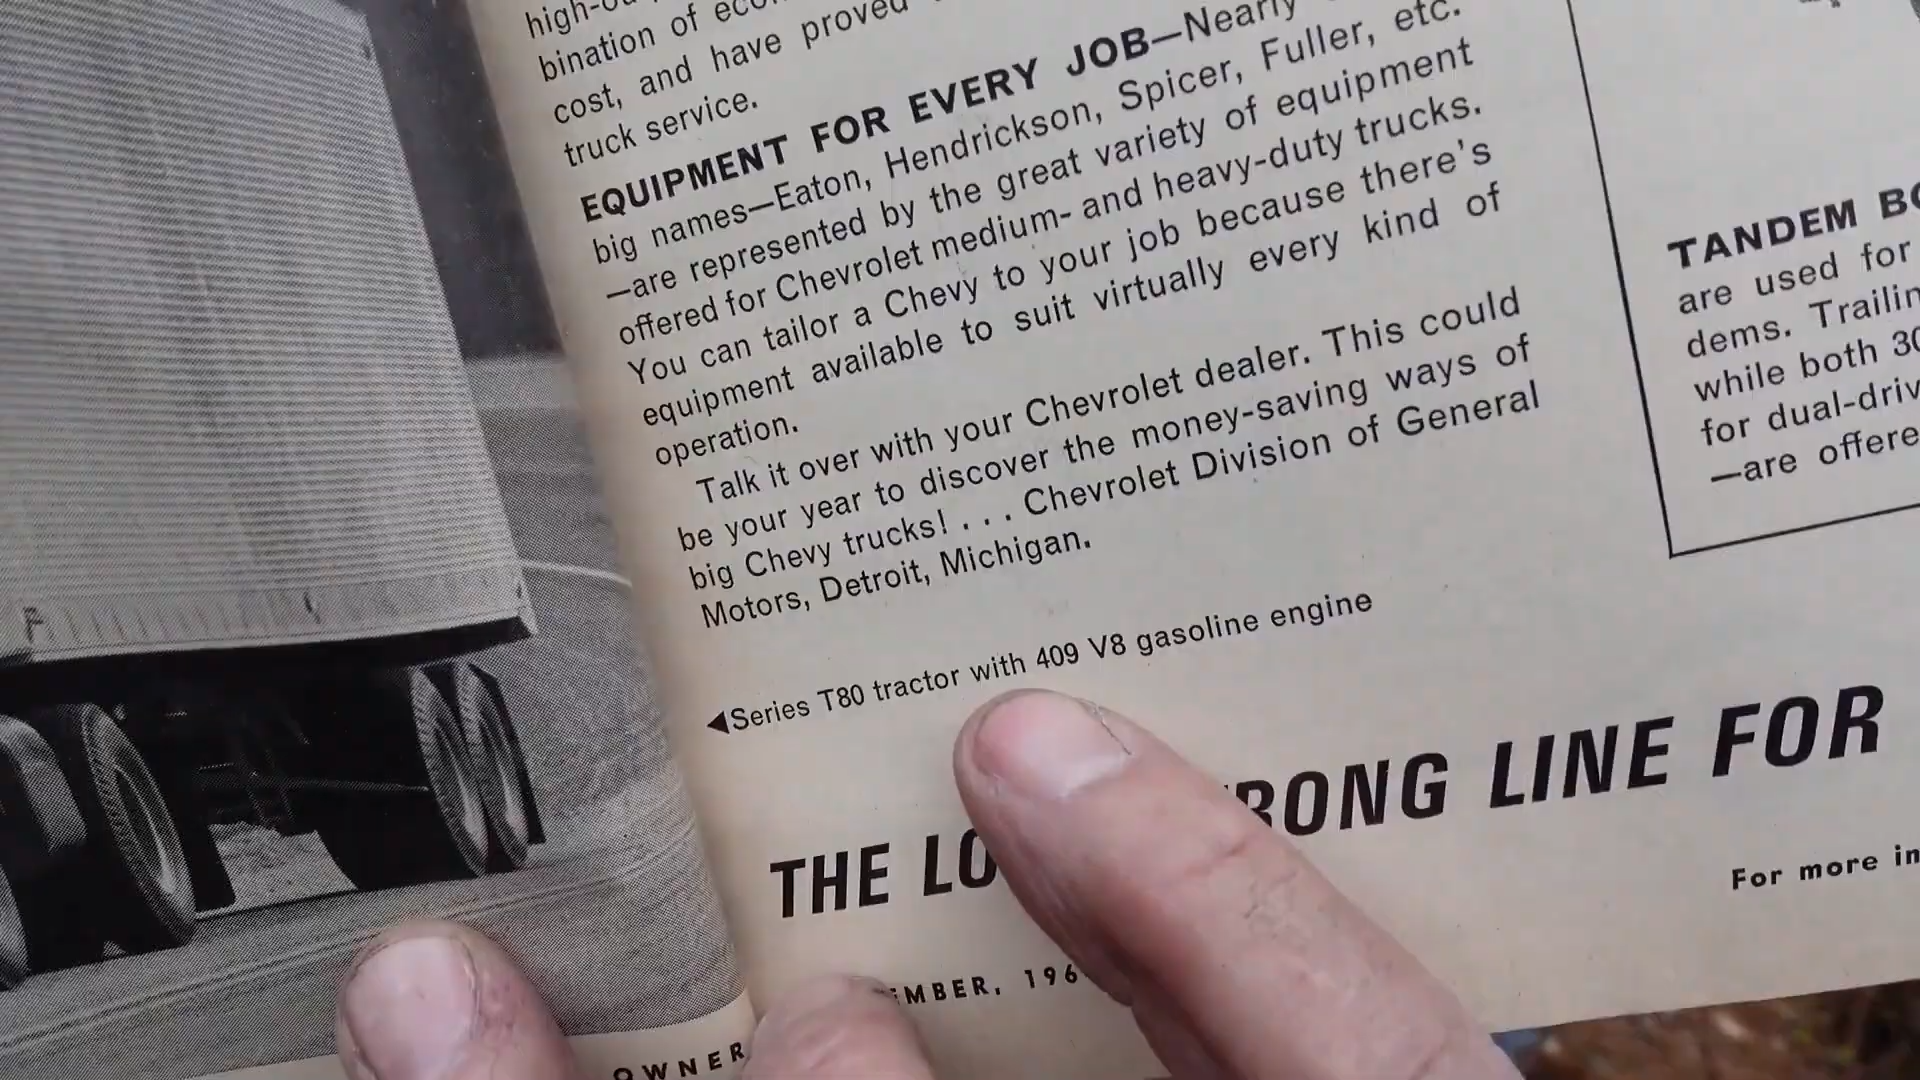 bination of
cost, and have proved
truck service.
EQUIPMENT FOR EVERY JOB—Nearly
big names—Eaton, Hendrickson, Spicer, Fuller, etc.
—are represented by the great variety of equipment
offered for Chevrolet medium- and heavy-duty trucks.
You can tailor a Chevy to your job because there's
equipment available to suit virtually every kind of
operation.
Talk it over with your Chevrolet dealer. This could
be your year to discover the money-saving ways of
big Chevy trucks! . . . Chevrolet Division of General
Motors, Detroit, Michigan.
◀Series T80 tractor with 409 V8 gasoline engine
THE LO RONG LINE FOR
For more in
EMBER, 196
OWNER
TANDEM BO
are used for
dems. Trailin
while both 30
for dual-driv
—are offere